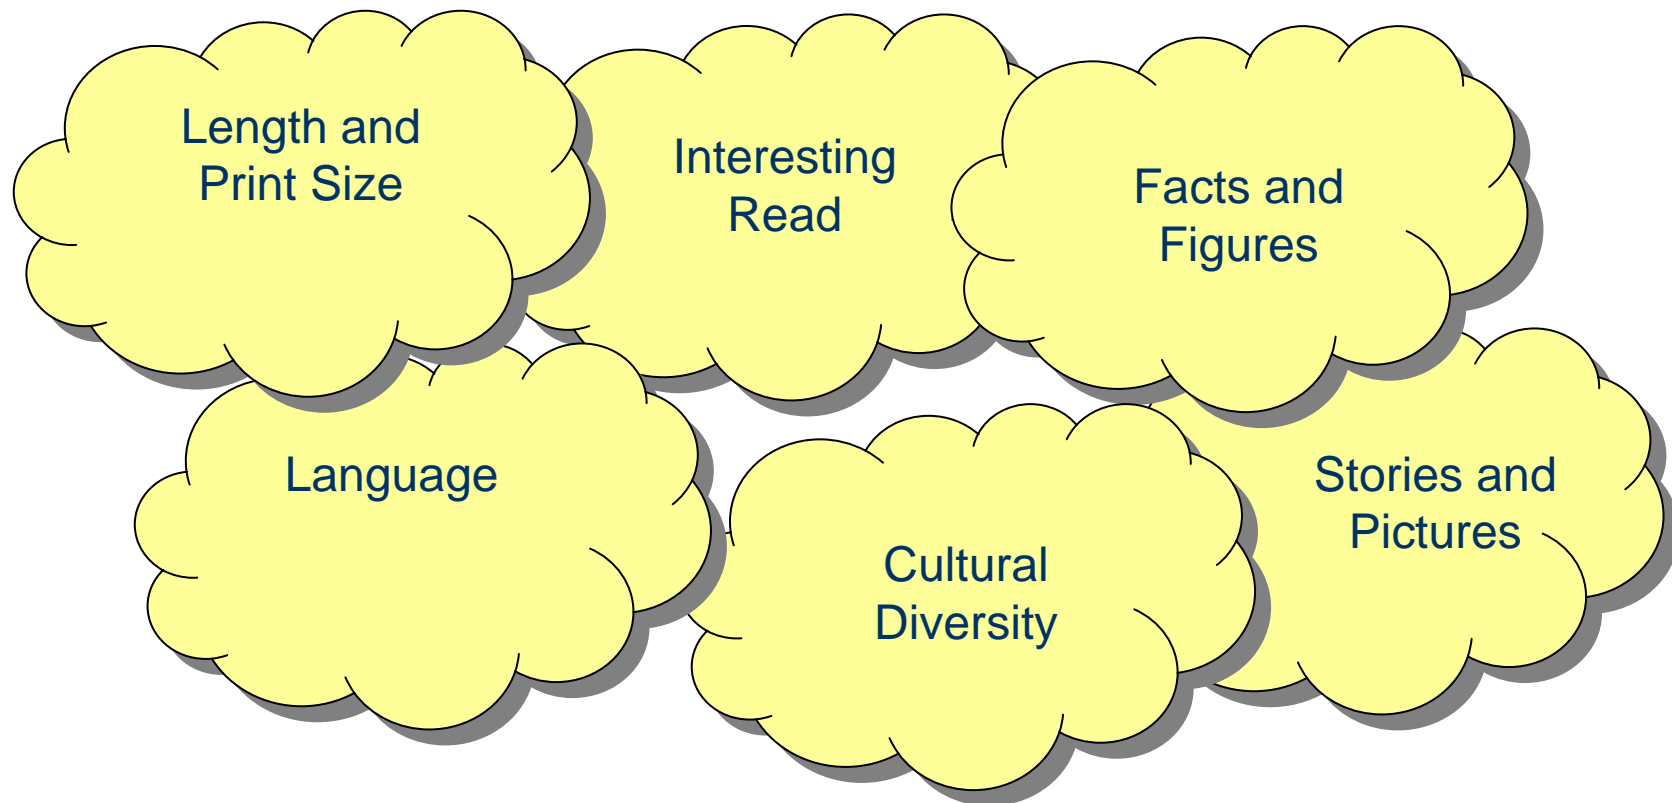 Length and
Print Size
Interesting
Read
Facts and
Figures
Language
Cultural
Diversity
Stories and
Pictures